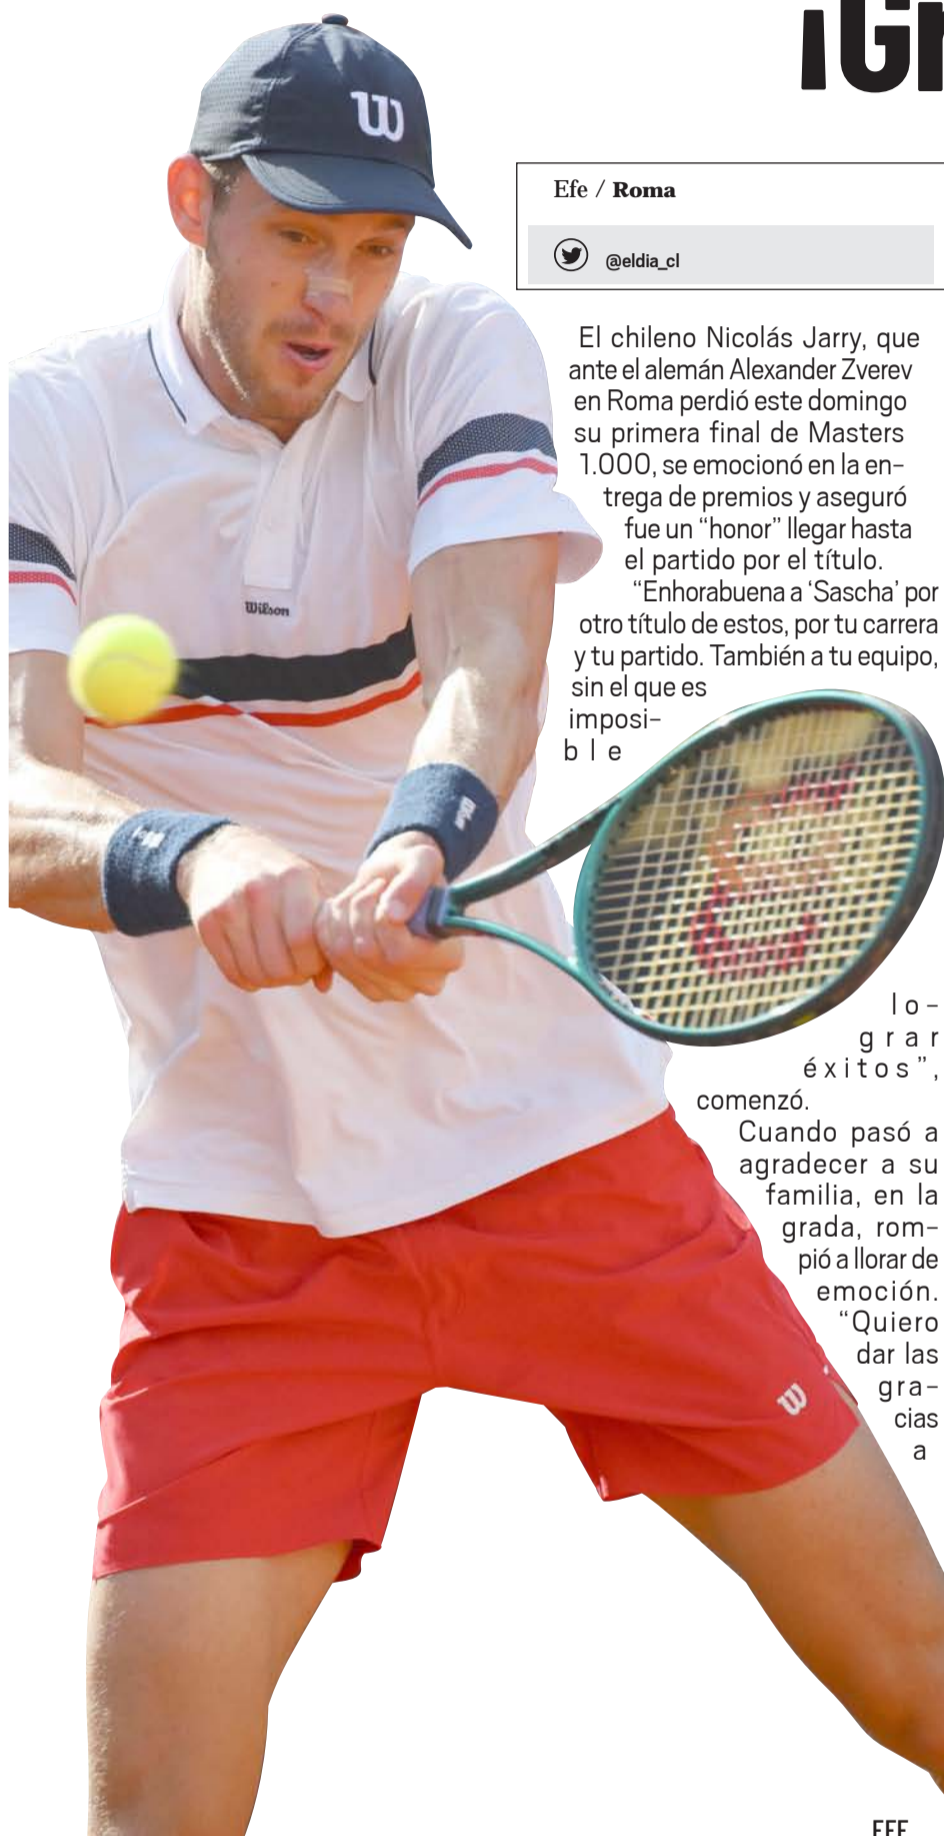 ¡Gr
Efe / Roma
@eldia_cl
El chileno Nicolás Jarry, que
ante el alemán Alexander Zverev
en Roma perdió este domingo
su primera final de Masters
1.000, se emocionó en la en-
trega de premios y aseguró
fue un “honor” llegar hasta
el partido por el título.
“Enhorabuena a ‘Sascha’ por
otro título de estos, por tu carrera
y tu partido. También a tu equipo,
sin el que es
imposi-
ble
lo-
grar
éxitos”,
comenzó.
Cuando pasó a
agradecer a su
familia, en la
grada, rom-
pió a llorar de
emoción.
“Quiero
dar las
gra-
cias
a
W
Wilson
W
EFE